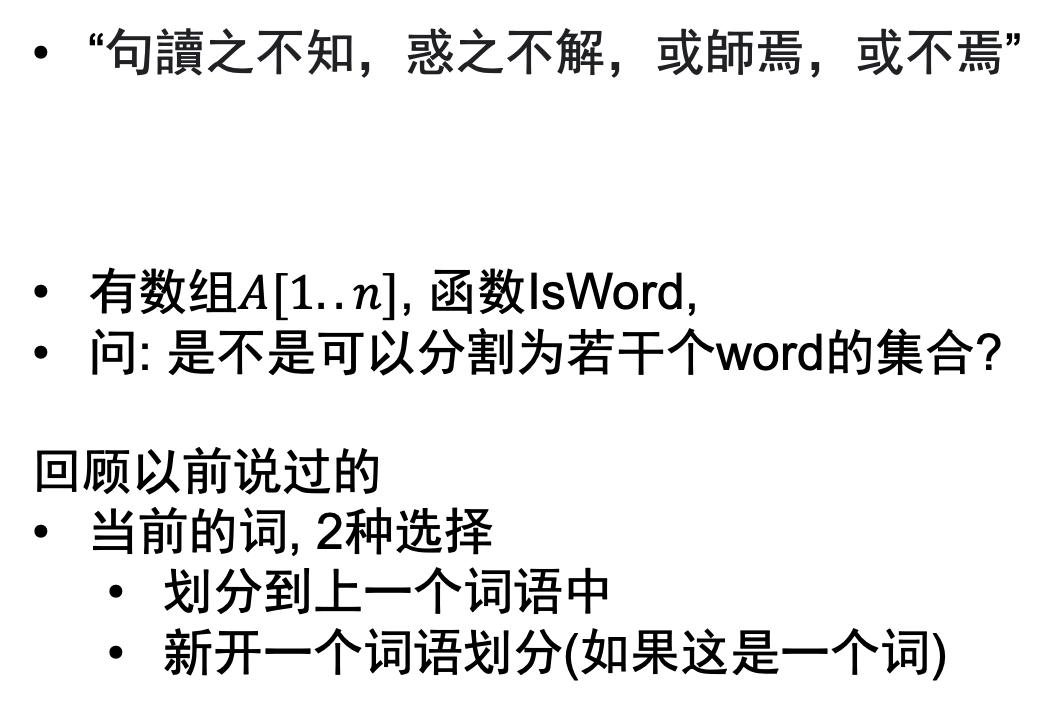 • “句讀之不知，惑之不解，或師焉，或不焉”
• 有数组A[1..n], 函数IsWord,
• 问: 是不是可以分割为若干个word的集合?
回顾以前说过的
• 当前的词, 2种选择
• 划分到上一个词语中
• 新开一个词语划分(如果这是一个词)